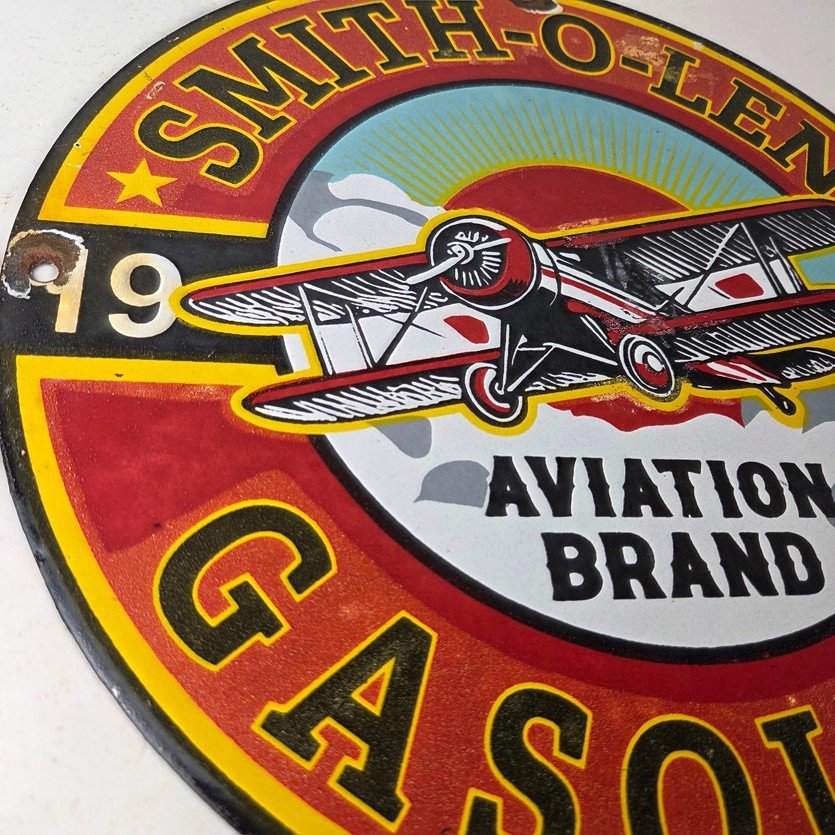 SMITH-O-LEN
19
AVIATION
BRAND
GASO